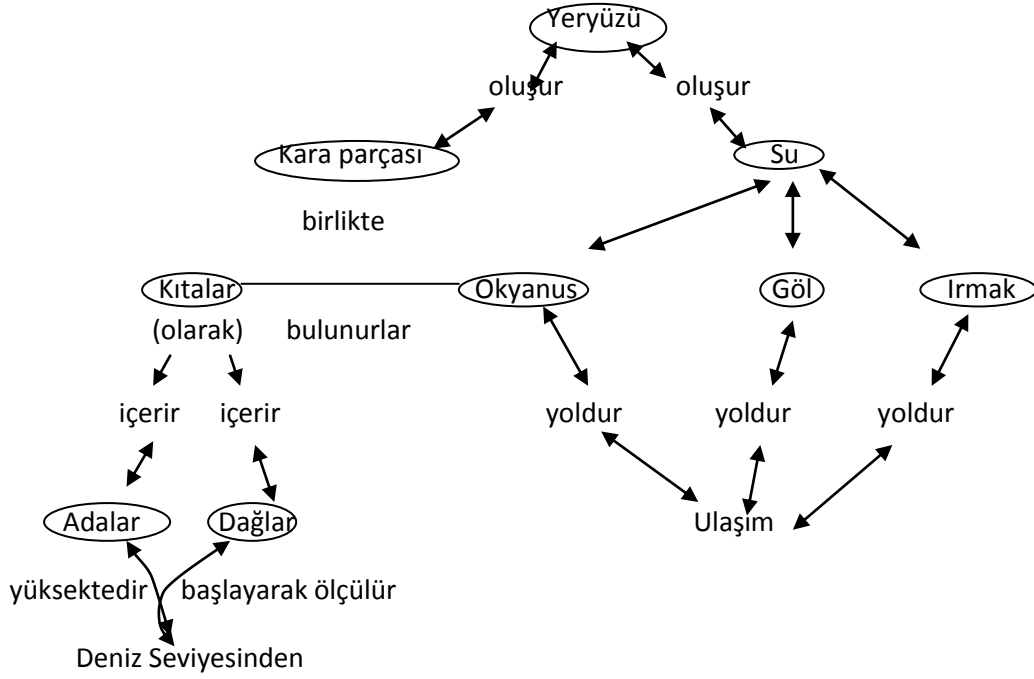 Yeryüzü
oluşur oluşur
Kara parçası Su
birlikte
Kıtalar Okyanus Göl Irmak
(olarak) bulunurlar
içerir içerir yoldur yoldur yoldur
Adalar Dağlar Ulaşım
yüksektedir başlayarak ölçülür
Deniz Seviyesinden